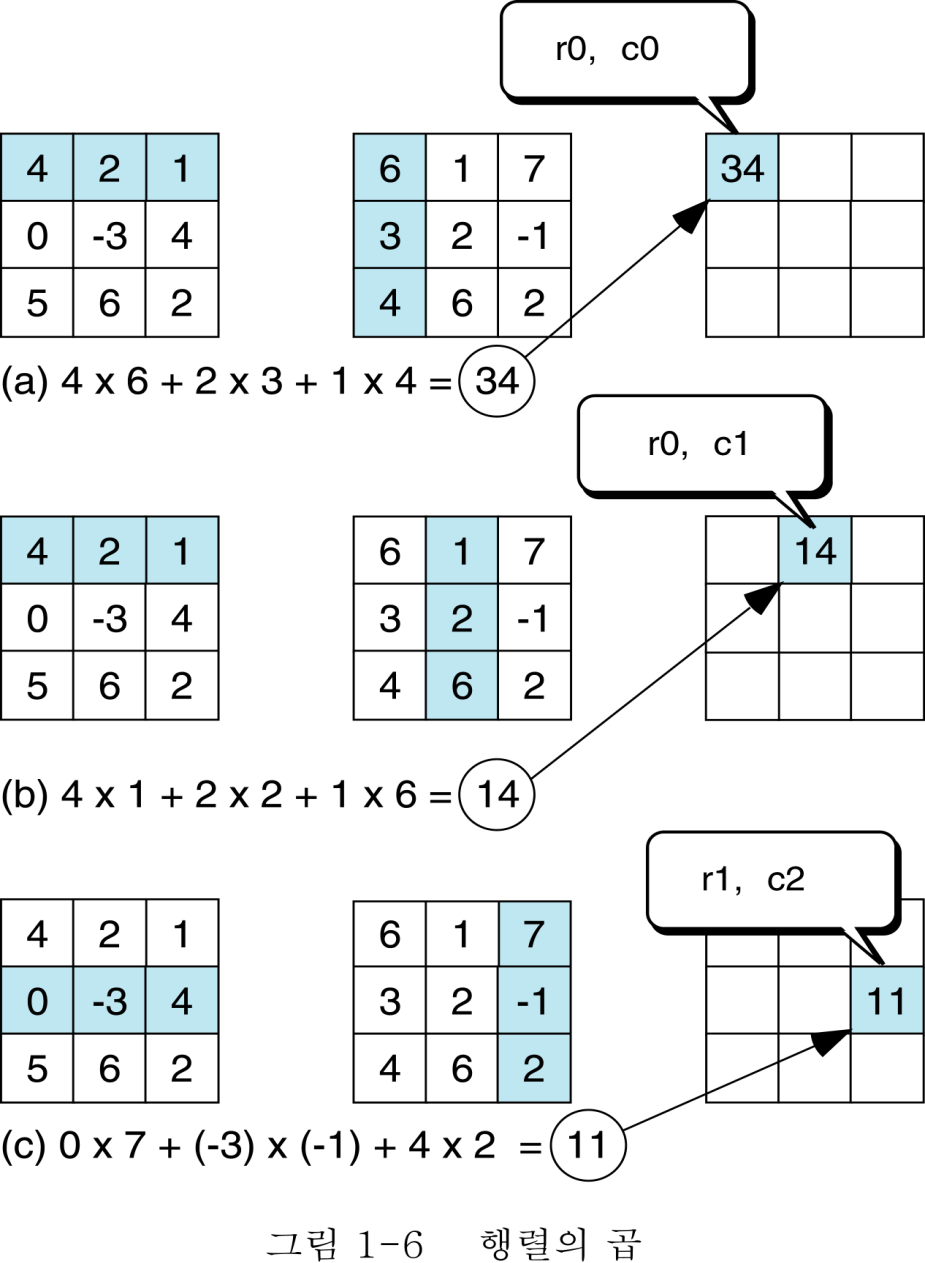 r0, c0
4 2 1 6 1 7 34
0 -3 4 3 2 -1
5 6 2 4 6 2
(a) 4 x 6 + 2 x 3 + 1 x 4 = 34
r0, c1
4 2 1 6 1 7 14
0 -3 4 3 2 -1
5 6 2 4 6 2
(b) 4 x 1 + 2 x 2 + 1 x 6 = 14
r1, c2
4 2 1 6 1 7
0 -3 4 3 2 -1 11
5 6 2 4 6 2
(c) 0 x 7 + (-3) x (-1) + 4 x 2 = 11
그림 1-6 행렬의 곱